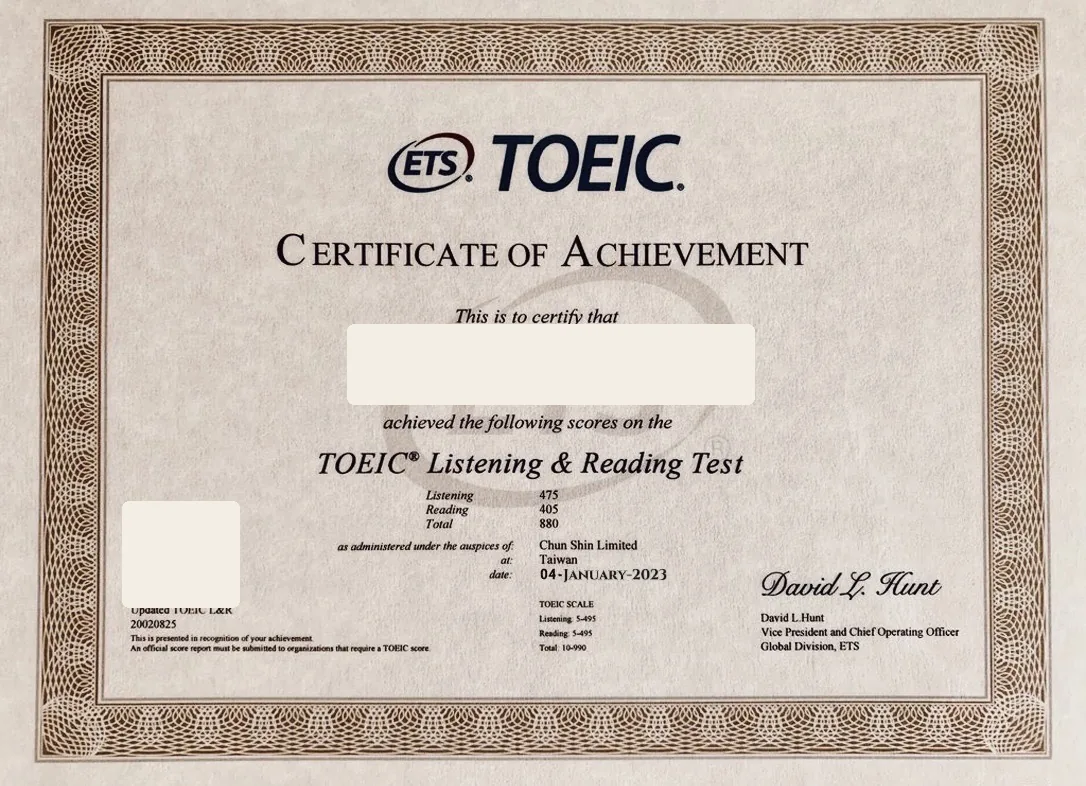 ETS® TOEIC®
CERTIFICATE OF ACHIEVEMENT
This is to certify that
achieved the following scores on the
TOEIC® Listening & Reading Test
Listening 475
Reading 405
Total 880
as administered under the auspices of: Chun Shin Limited
at: Taiwan
date: 04-JANUARY-2023
TOEIC SCALE
Listening: 5-495
Reading: 5-495
Total: 10-990
Updated TOEIC L&R
20020825
This is presented in recognition of your achievement.
An official score report must be submitted to organizations that require a TOEIC score.
David L. Hunt
David L.Hunt
Vice President and Chief Operating Officer
Global Division, ETS
ETS®